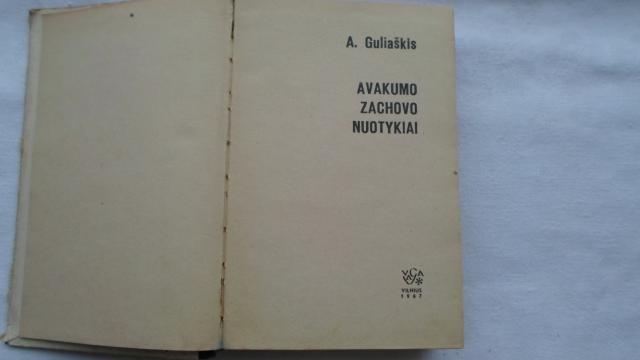 A. Guliaškis
AVAKUMO
ZACHOVO
NUOTYKIAI
VAGA
VILNIUS
1967